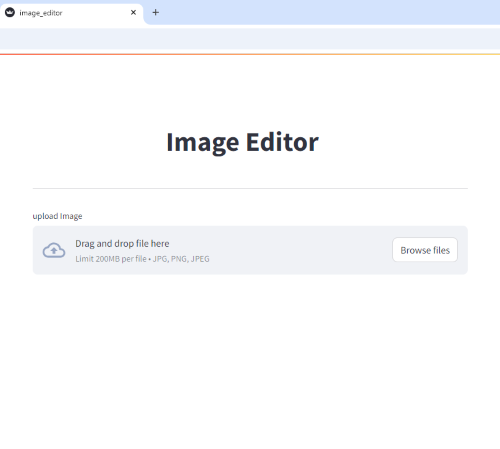 image_editor
Image Editor
upload Image
Drag and drop file here
Limit 200MB per file • JPG, PNG, JPEG
Browse files